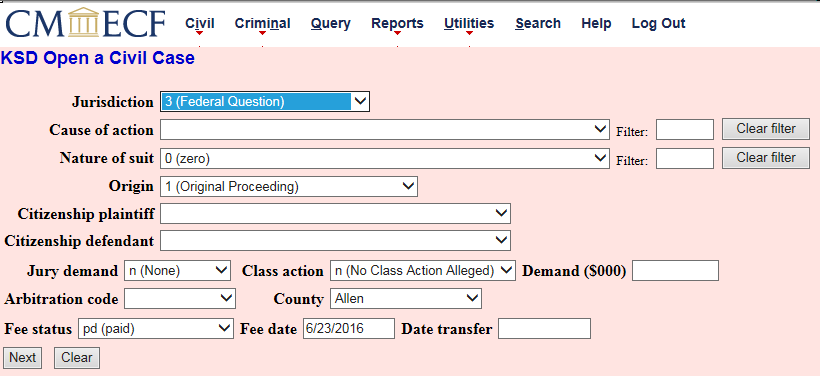 CM ECF Civil Criminal Query Reports Utilities Search Help Log Out
KSD Open a Civil Case
Jurisdiction 3 (Federal Question)
Cause of action Filter: Clear filter
Nature of suit 0 (zero) Filter: Clear filter
Origin 1 (Original Proceeding)
Citizenship plaintiff
Citizenship defendant
Jury demand n (None) Class action n (No Class Action Alleged) Demand ($000)
Arbitration code County Allen
Fee status pd (paid) Fee date 6/23/2016 Date transfer
Next Clear